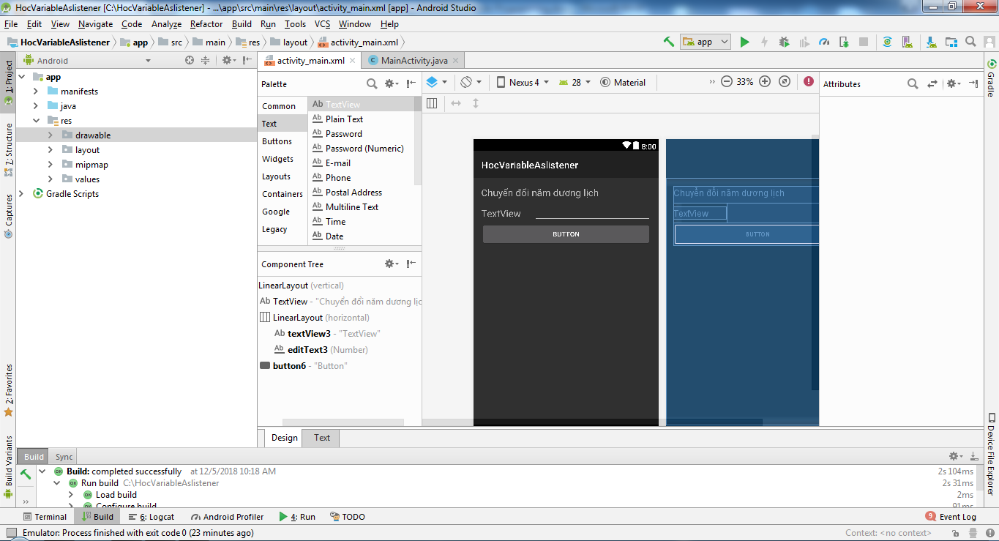 HocVariableAslistener [C:\HocVariableAslistener] - ...\app\src\main\res\layout\activity_main.xml [app] - Android Studio
File Edit View Navigate Code Analyze Refactor Build Run Tools VCS Window Help
HocVariableAslistener app src main res layout activity_main.xml app
1: Project
7: Structure
Captures
2: Favorites
Build Variants
Android
app
manifests
java
res
drawable
layout
mipmap
values
Gradle Scripts
activity_main.xml
MainActivity.java
Palette
Common
Text
Buttons
Widgets
Layouts
Containers
Google
Legacy
Ab TextView
Ab Plain Text
Ab Password
Ab Password (Numeric)
Ab E-mail
Ab Phone
Ab Postal Address
Ab Multiline Text
Ab Time
Ab Date
Component Tree
LinearLayout (vertical)
Ab TextView - "Chuyển đổi năm dương lịc
LinearLayout (horizontal)
Ab textView3 - "TextView"
Ab editText3 (Number)
button6 - "Button"
Nexus 4 28 Material 33%
8:00
HocVariableAslistener
Chuyển đổi năm dương lịch
TextView
BUTTON
Chuyển đổi năm dương lịch
TextView
BUTTON
Attributes
Gradle
Device File Explorer
Design Text
Build Sync
Build: completed successfully at 12/5/2018 10:18 AM 2s 104ms
Run build C:\HocVariableAslistener 2s 31ms
Load build 2ms
Configure build 91ms
Terminal Build 6: Logcat Android Profiler 4: Run TODO 9 Event Log
Emulator: Process finished with exit code 0 (23 minutes ago) Context: <no context>